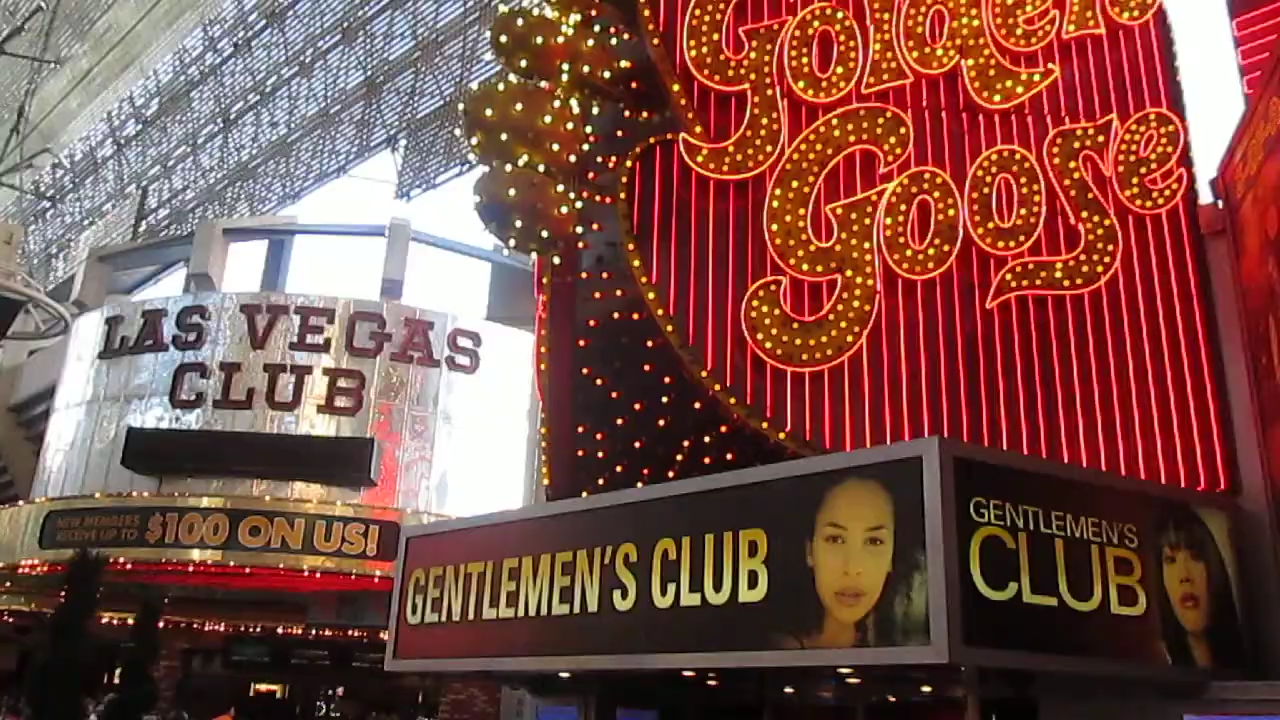 Golden
Goose
LAS VEGAS
CLUB
NEW MEMBERS
RECEIVE UP TO $100 ON US!
GENTLEMEN'S CLUB
GENTLEMEN'S
CLUB